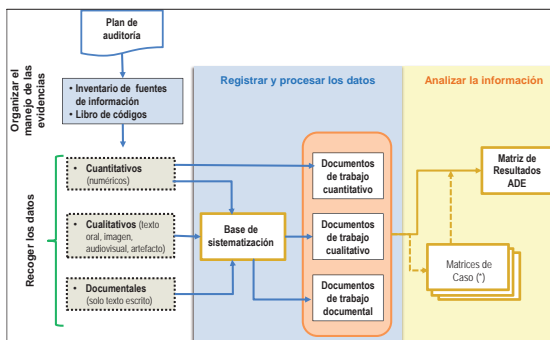 Plan de
auditoría
Organizar el
manejo de las
evidencias
• Inventario de fuentes
de información
• Libro de códigos
Registrar y procesar los datos
Analizar la información
Recoger los datos
• Cuantitativos
(numéricos)
• Cualitativos (texto
oral, imagen,
audiovisual, artefacto)
• Documentales
(solo texto escrito)
Base de
sistematización
Documentos
de trabajo
cuantitativo
Documentos
de trabajo
cualitativo
Documentos
de trabajo
documental
Matriz de
Resultados
ADE
Matrices de
Caso (*)